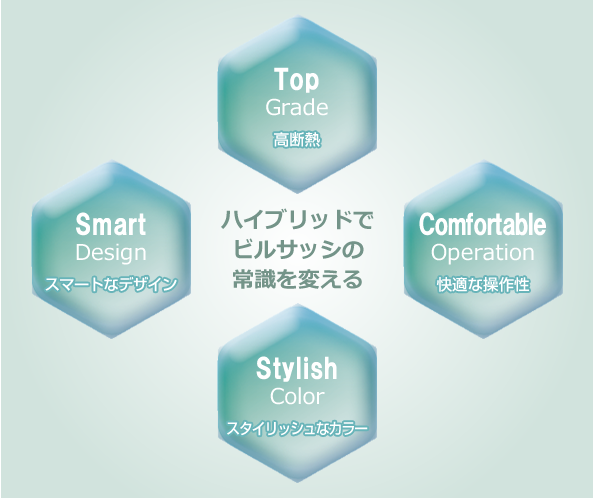 Top
Grade
高断熱
Smart
Design
スマートなデザイン
ハイブリッドで
ビルサッシの
常識を変える
Comfortable
Operation
快適な操作性
Stylish
Color
スタイリッシュなカラー